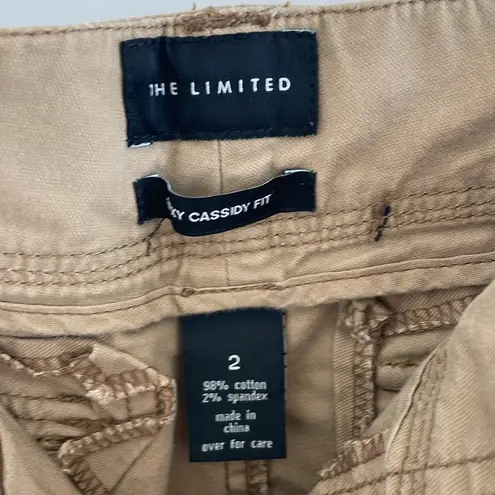 THE LIMITED
CASSIDY FIT
2
98% cotton
2% spandex
made in
china
over for care